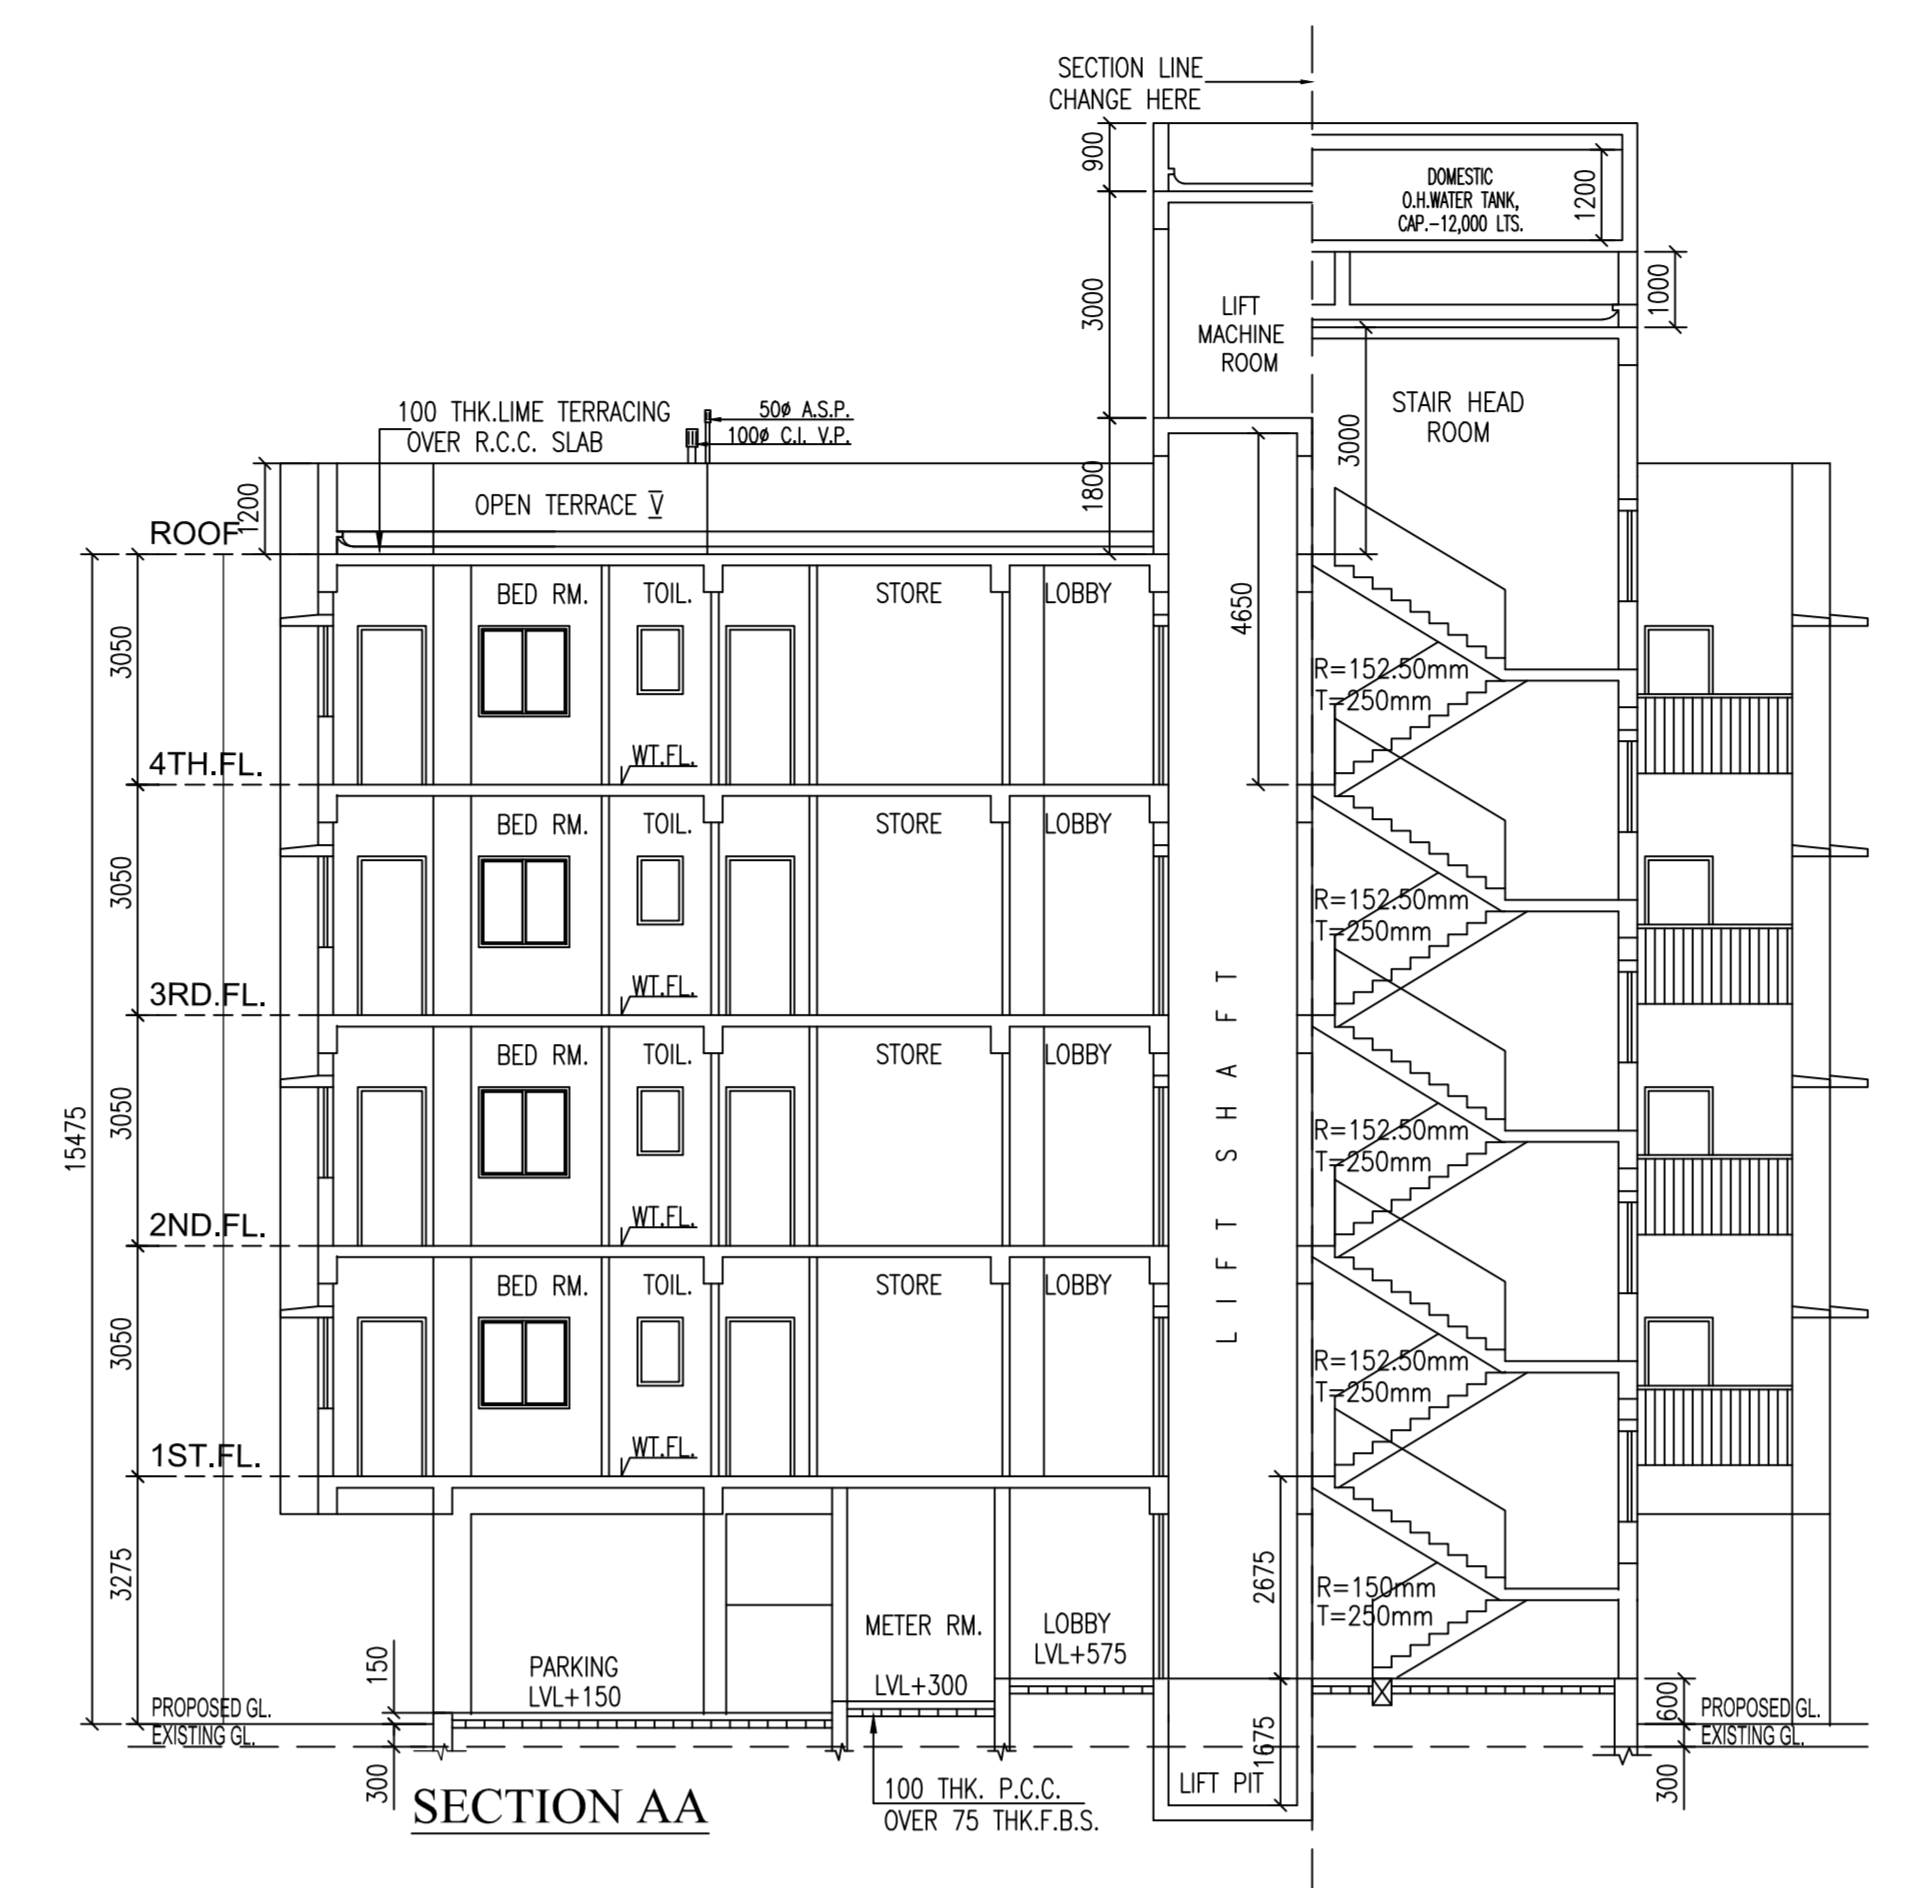 SECTION LINE
CHANGE HERE
900
DOMESTIC
O.H.WATER TANK,
CAP.-12,000 LTS.
1200
1000
3000
LIFT
MACHINE
ROOM
STAIR HEAD
ROOM
3000
100 THK.LIME TERRACING
OVER R.C.C. SLAB
50ø A.S.P.
100ø C.I. V.P.
1800
1200
OPEN TERRACE V
ROOF
BED RM.
TOIL.
STORE
LOBBY
4650
3050
R=152.50mm
T=250mm
WT.FL.
4TH.FL.
BED RM.
TOIL.
STORE
LOBBY
3050
R=152.50mm
T=250mm
WT.FL.
3RD.FL.
LIFT SHAFT
BED RM.
TOIL.
STORE
LOBBY
3050
15475
R=152.50mm
T=250mm
WT.FL.
2ND.FL.
BED RM.
TOIL.
STORE
LOBBY
3050
R=152.50mm
T=250mm
WT.FL.
1ST.FL.
3275
2675
R=150mm
T=250mm
METER RM.
LOBBY
LVL+575
150
PARKING
LVL+150
LVL+300
600
PROPOSED GL.
EXISTING GL.
PROPOSED GL.
EXISTING GL.
1675
300
300
LIFT PIT
100 THK. P.C.C.
OVER 75 THK.F.B.S.
SECTION AA